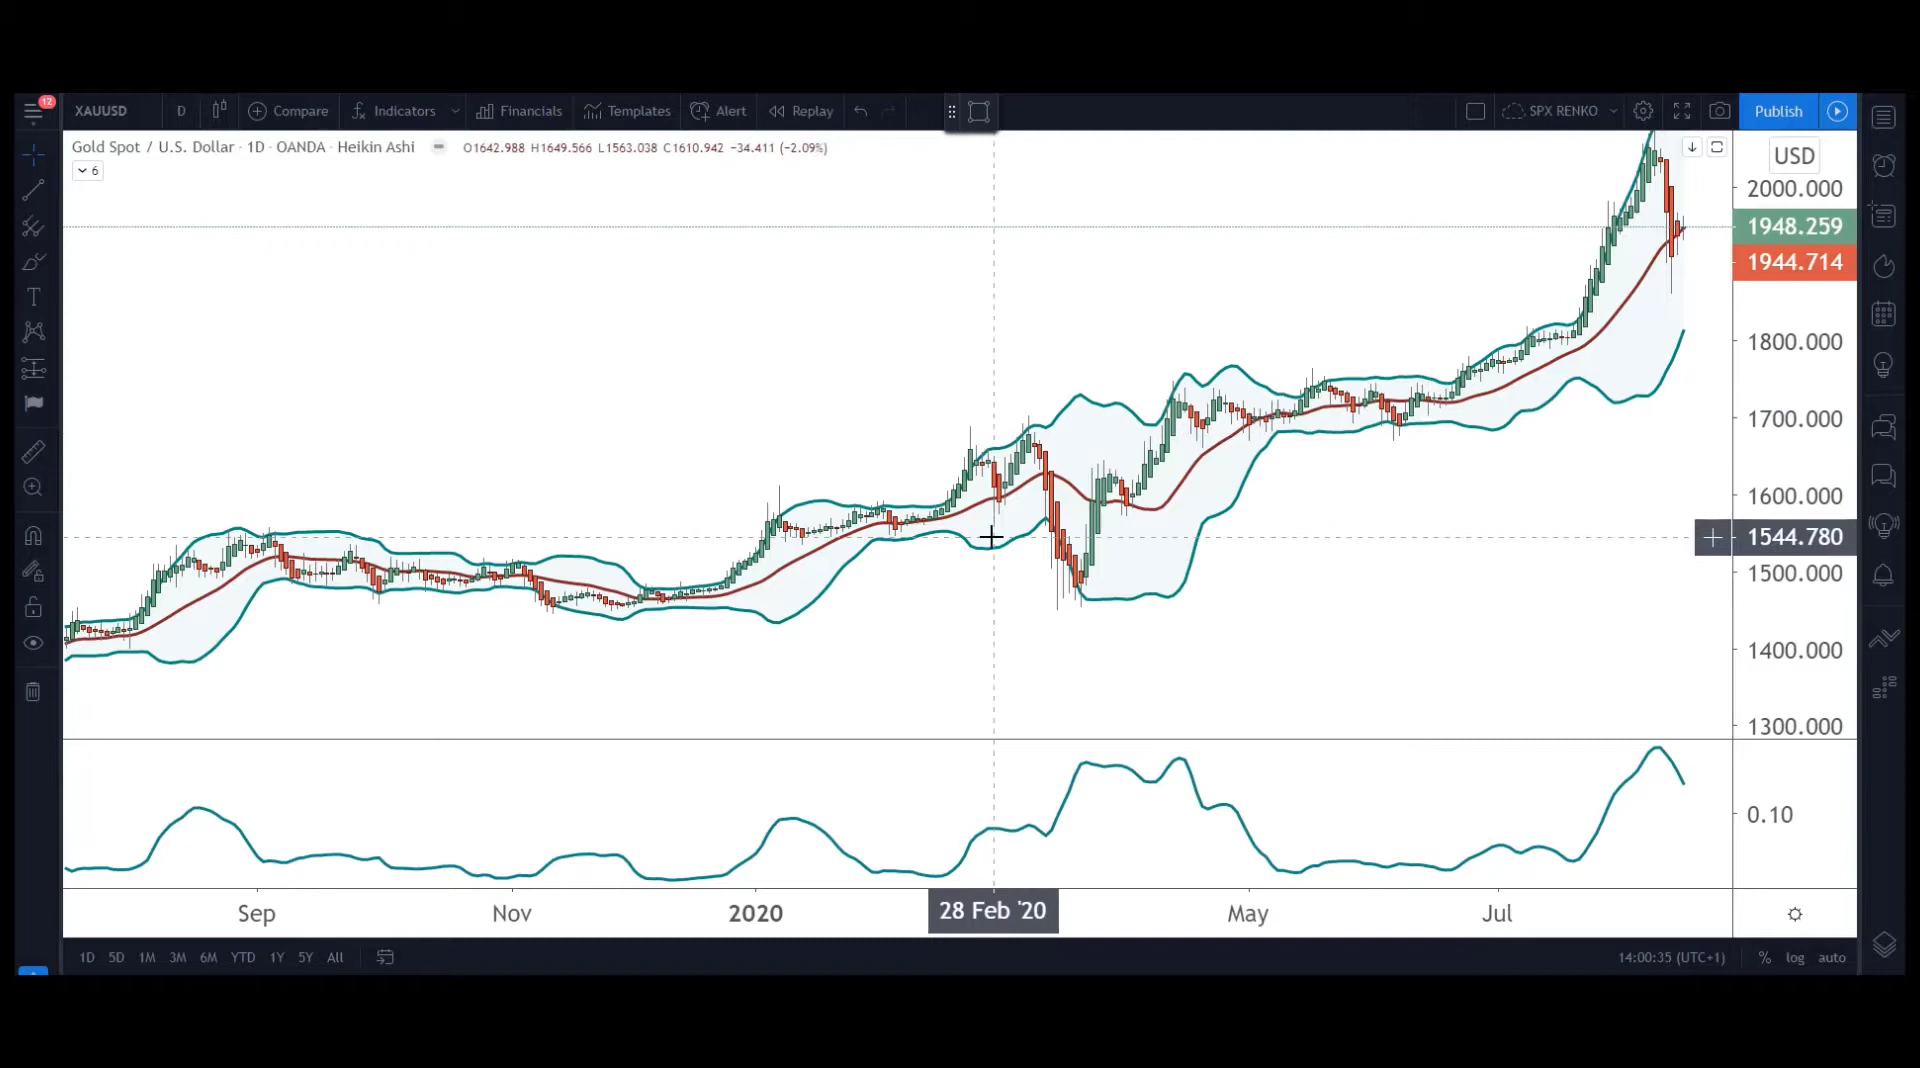 12
XAUUSD D Compare Indicators Financials Templates Alert Replay SPX RENKO Publish
Gold Spot / U.S. Dollar · 1D · OANDA · Heikin Ashi O1642.988 H1649.566 L1563.038 C1610.942 −34.411 (−2.09%)
6
USD
2000.000
1948.259
1944.714
1800.000
1700.000
1600.000
1544.780
1500.000
1400.000
1300.000
0.10
Sep Nov 2020 28 Feb '20 May Jul
1D 5D 1M 3M 6M YTD 1Y 5Y All 14:00:35 (UTC+1) % log auto